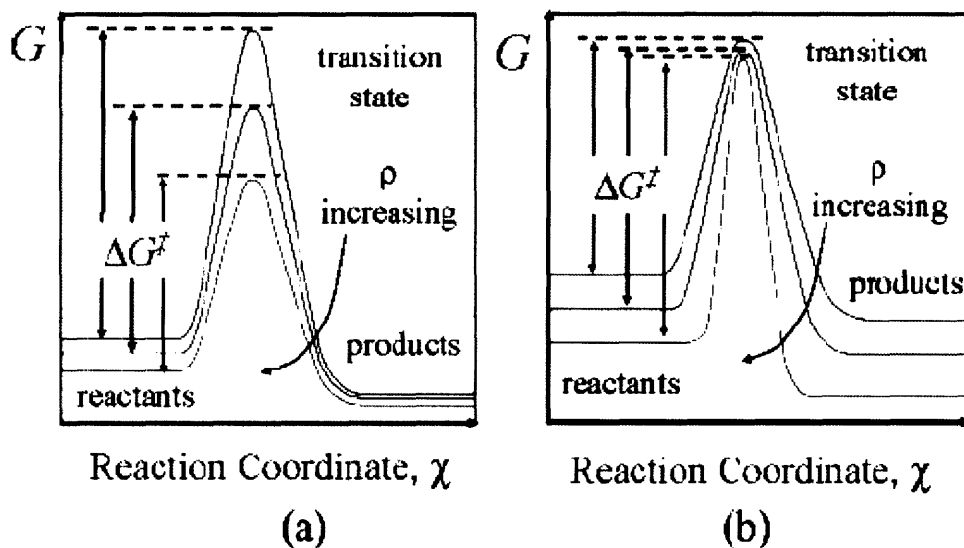 G
transition
state
ρ
increasing
ΔG‡
products
reactants
Reaction Coordinate, χ
(a)
G
transition
state
ρ
increasing
ΔG‡
products
reactants
Reaction Coordinate, χ
(b)